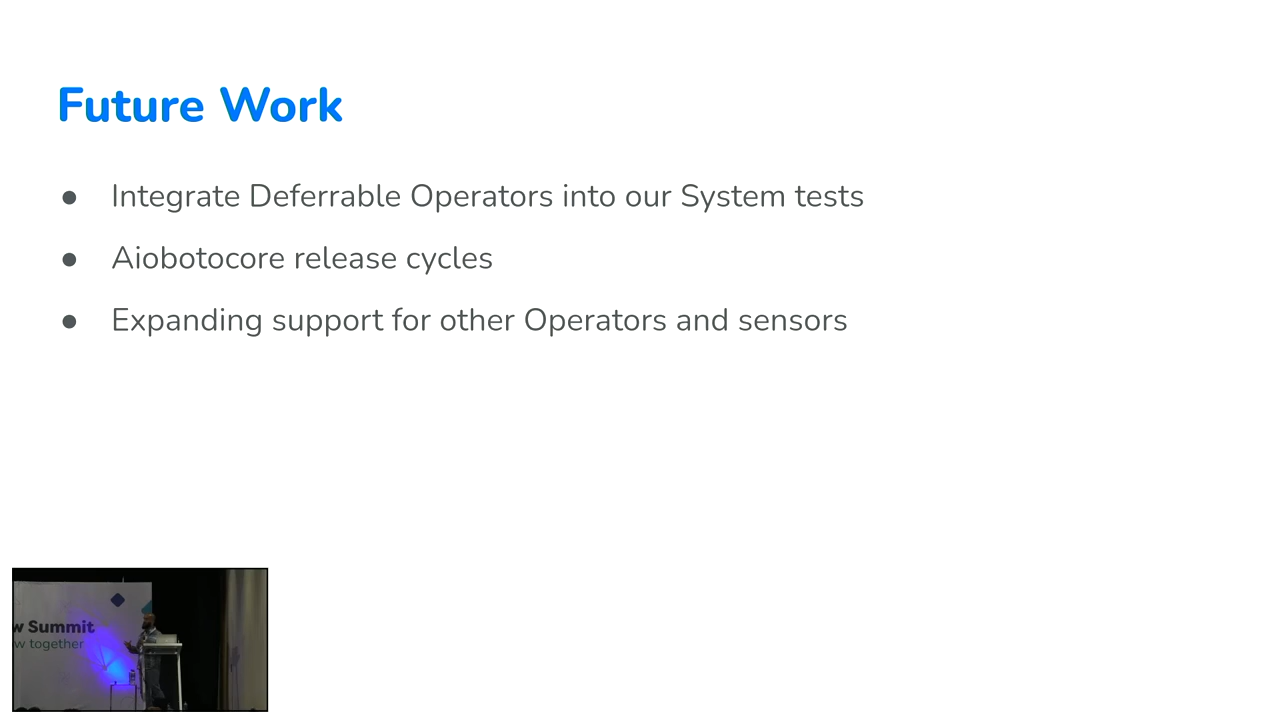 Future Work
● Integrate Deferrable Operators into our System tests
● Aiobotocore release cycles
● Expanding support for other Operators and sensors
w Summit
w together